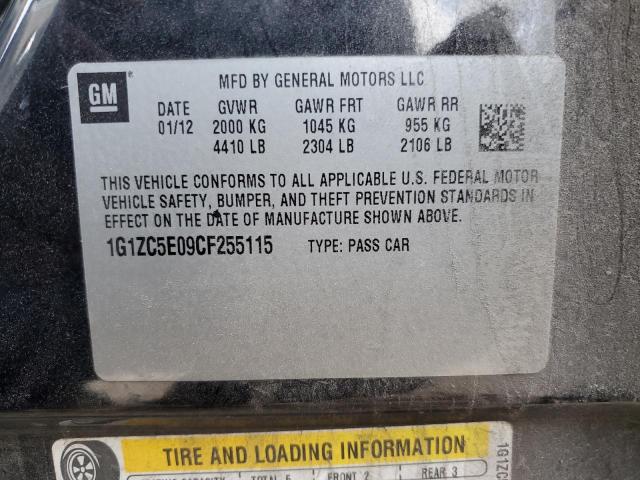 GM
MFD BY GENERAL MOTORS LLC
DATE GVWR GAWR FRT GAWR RR
01/12 2000 KG 1045 KG 955 KG
4410 LB 2304 LB 2106 LB
THIS VEHICLE CONFORMS TO ALL APPLICABLE U.S. FEDERAL MOTOR
VEHICLE SAFETY, BUMPER, AND THEFT PREVENTION STANDARDS IN
EFFECT ON THE DATE OF MANUFACTURE SHOWN ABOVE.
1G1ZC5E09CF255115 TYPE: PASS CAR
TIRE AND LOADING INFORMATION
SEATING CAPACITY TOTAL 5 FRONT 2 REAR 3
1G1ZC